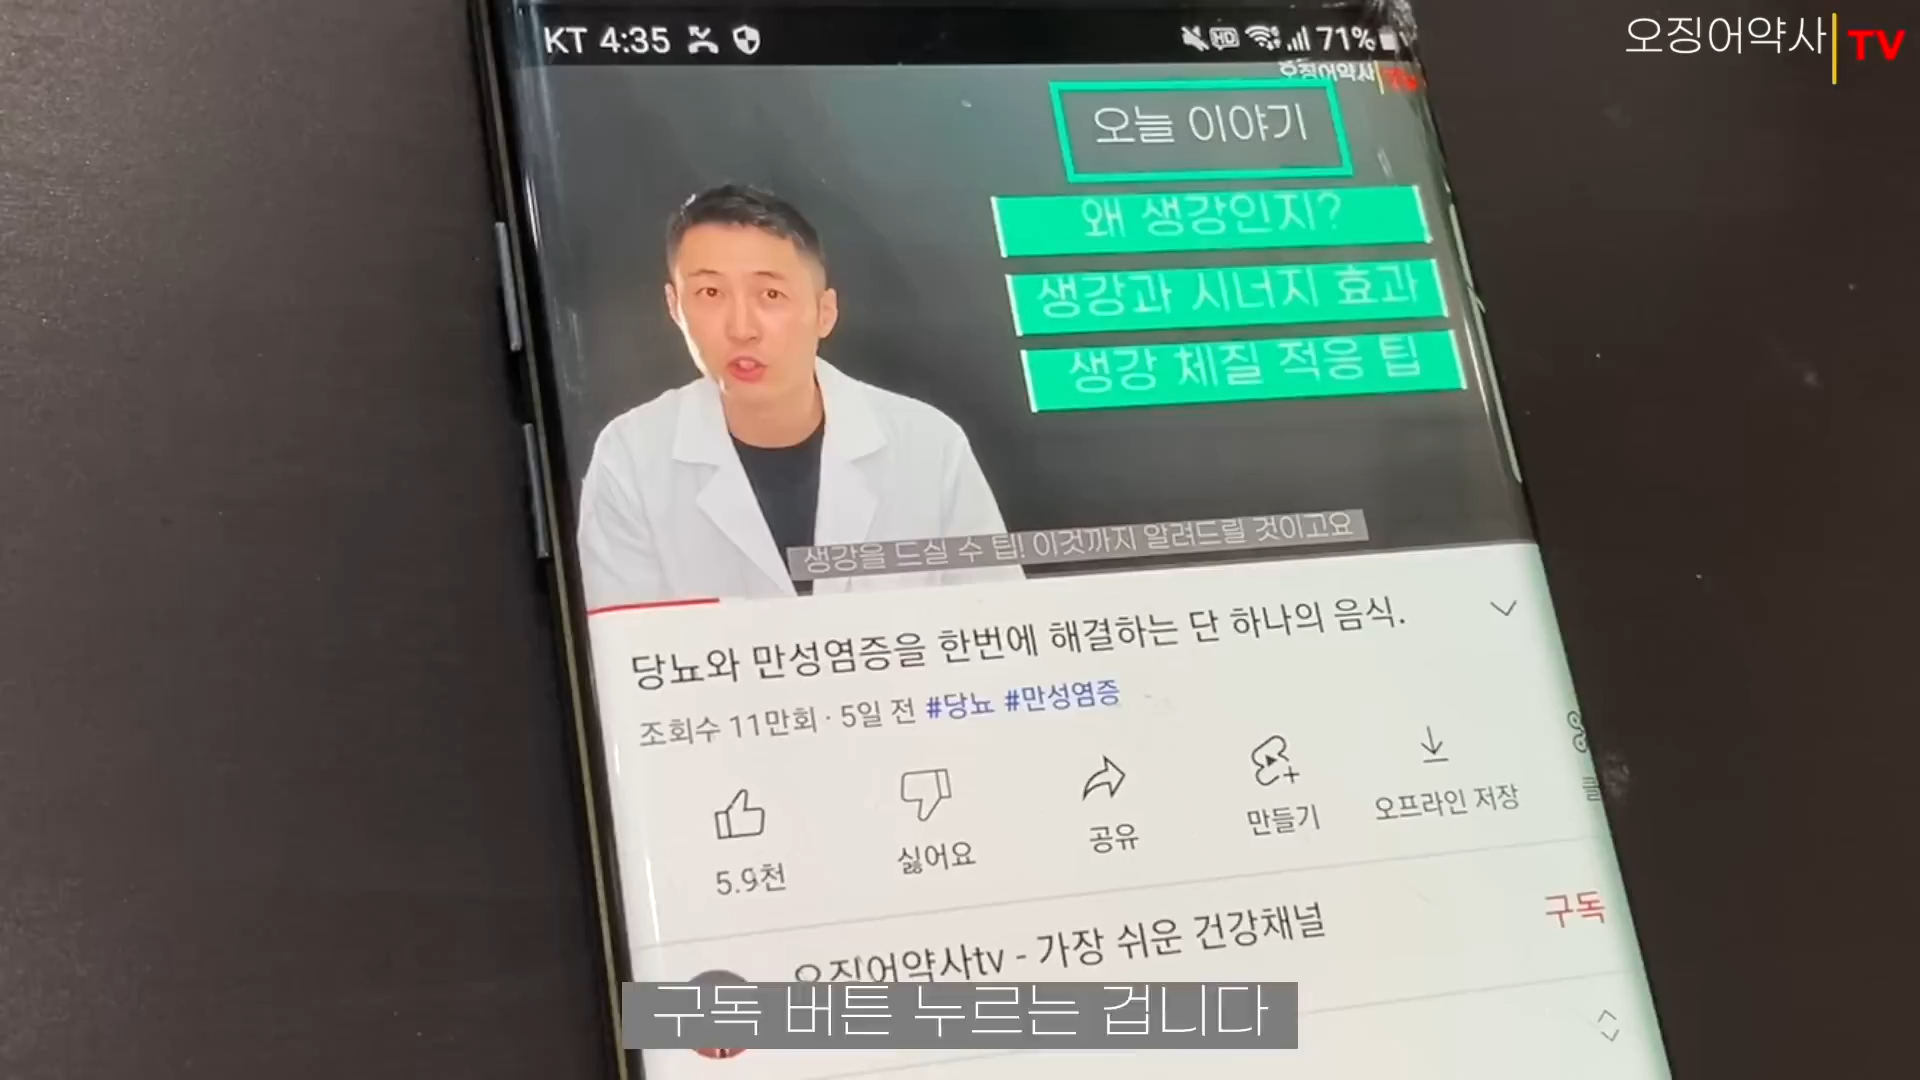 오징어약사 TV
KT 4:35 HD 71%
오징어약사 TV
오늘 이야기
왜 생강인지?
생강과 시너지 효과
생강 체질 적응 팁
생강을 드실 수 팁! 이것까지 알려드릴 것이고요
당뇨와 만성염증을 한번에 해결하는 단 하나의 음식.
조회수 11만회 · 5일 전 #당뇨 #만성염증
5.9천 싫어요 공유 만들기 오프라인 저장
오징어약사tv - 가장 쉬운 건강채널 구독
구독 버튼 누르는 겁니다